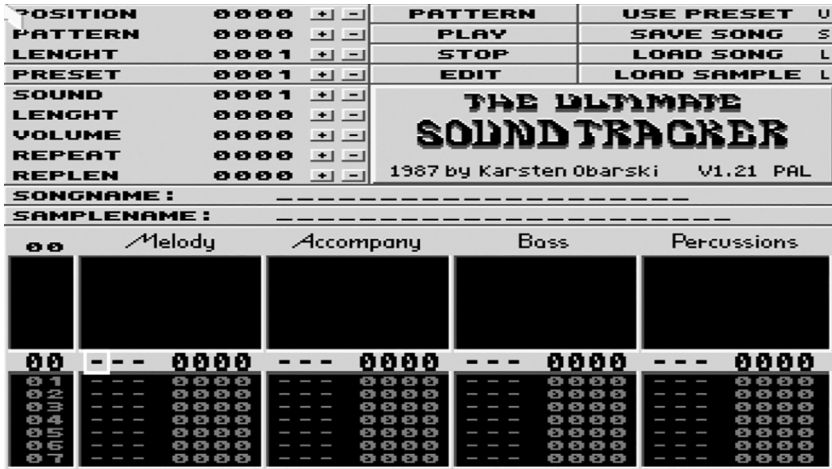 POSITION 0000 + -
PATTERN 0000 + -
LENGHT 0001 + -
PRESET 0001 + -
SOUND 0001 + -
LENGHT 0000 + -
VOLUME 0000 + -
REPEAT 0000 + -
REPLEN 0000 + -
PATTERN USE PRESET U
PLAY SAVE SONG S
STOP LOAD SONG L
EDIT LOAD SAMPLE L
THE ULTIMATE
SOUNDTRACKER
1987 by Karsten Obarski V1.21 PAL
SONGNAME: _ _ _ _ _ _ _ _ _ _ _ _ _ _ _ _ _ _ _ _
SAMPLENAME: _ _ _ _ _ _ _ _ _ _ _ _ _ _ _ _ _ _ _ _ _ _
00 Melody Accompany Bass Percussions
00 --- 0000 --- 0000 --- 0000 --- 0000
01 --- 0000 --- 0000 --- 0000 --- 0000
02 --- 0000 --- 0000 --- 0000 --- 0000
03 --- 0000 --- 0000 --- 0000 --- 0000
04 --- 0000 --- 0000 --- 0000 --- 0000
05 --- 0000 --- 0000 --- 0000 --- 0000
06 --- 0000 --- 0000 --- 0000 --- 0000
07 --- 0000 --- 0000 --- 0000 --- 0000